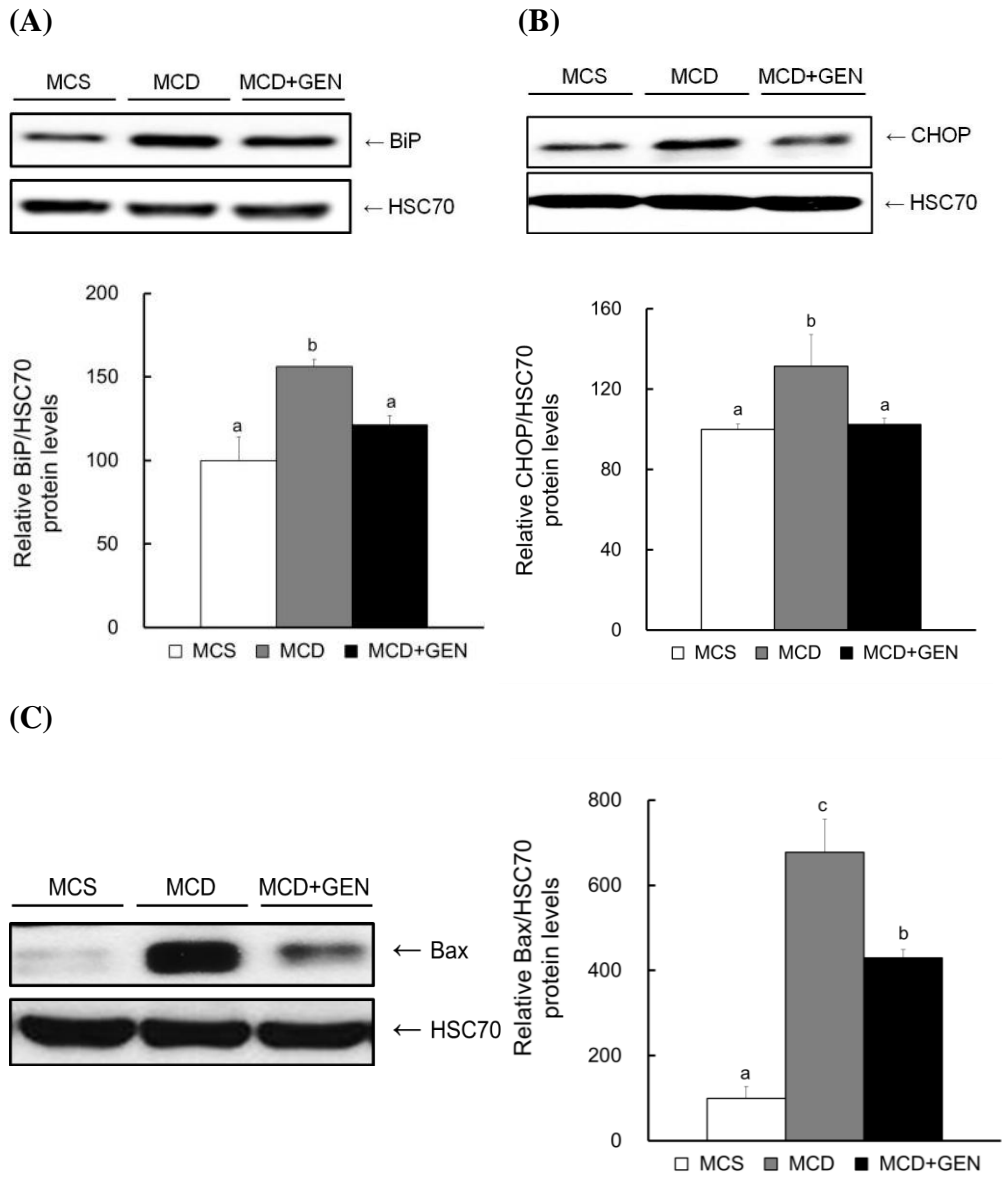 (A)
MCS MCD MCD+GEN
← BiP
← HSC70
Relative BiP/HSC70
protein levels
200
150
100
50
0
a
b
a
MCS MCD MCD+GEN
(B)
MCS MCD MCD+GEN
← CHOP
← HSC70
Relative CHOP/HSC70
protein levels
160
120
80
40
0
a
b
a
MCS MCD MCD+GEN
(C)
MCS MCD MCD+GEN
← Bax
← HSC70
Relative Bax/HSC70
protein levels
800
600
400
200
0
a
c
b
MCS MCD MCD+GEN